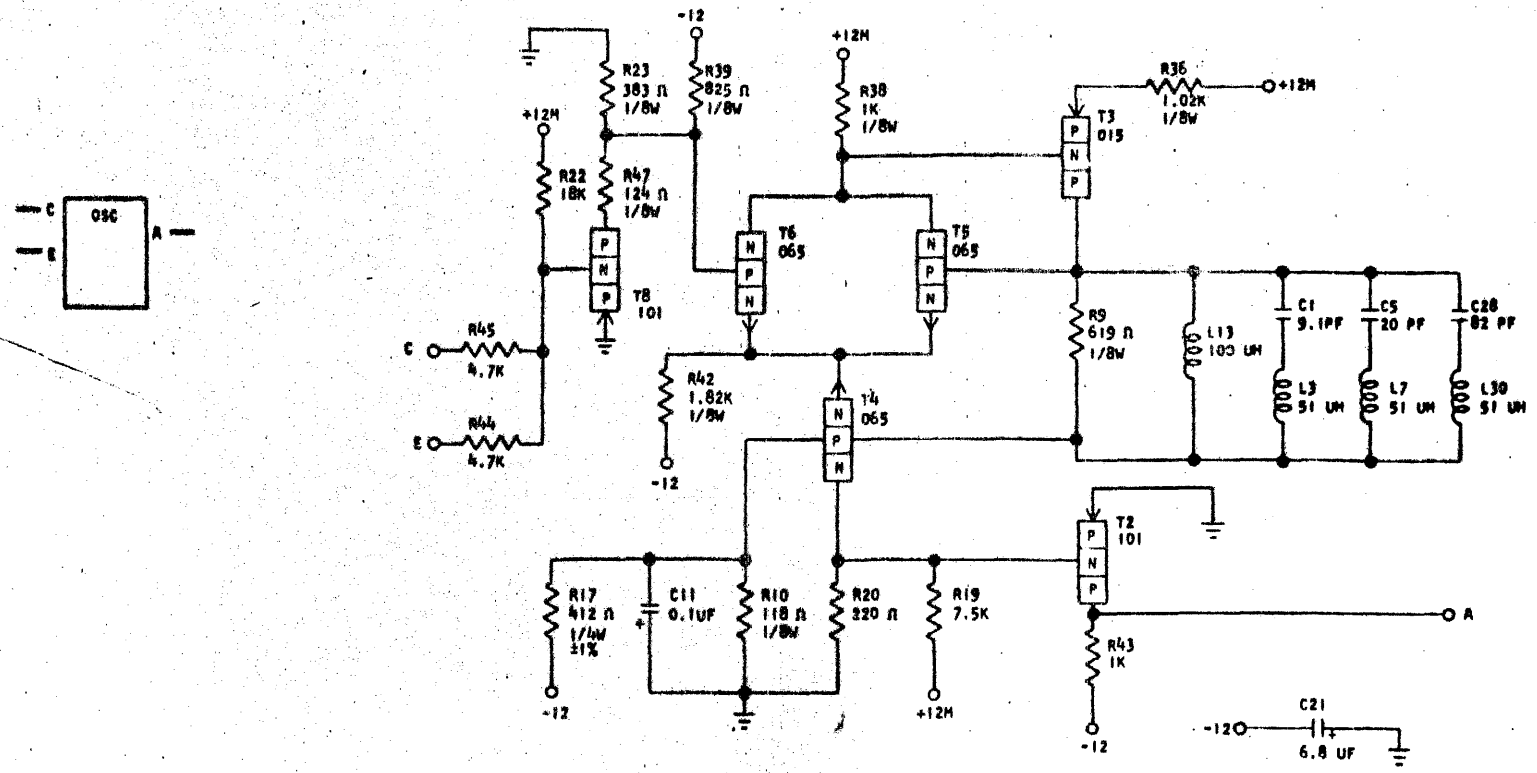 C
OSC
A
E
-12
R23
383 Ω
1/8W
R39
825 Ω
1/8W
+12M
R38
1K
1/8W
R36
1.02K
1/8W
+12M
T3
015
P
N
P
+12M
R22
18K
R47
124 Ω
1/8W
P
N
P
T8
101
N
P
N
T6
065
N
P
N
T5
065
C
R45
4.7K
E
R44
4.7K
R42
1.82K
1/8W
-12
N
P
N
T4
065
R9
619 Ω
1/8W
L13
100 UH
C1
9.1PF
C5
20 PF
C28
82 PF
L3
51 UH
L7
51 UH
L30
51 UH
R17
412 Ω
1/4W
±1%
-12
C11
0.1UF
+
R10
118 Ω
1/8W
R20
220 Ω
R19
7.5K
+12M
P
N
P
T2
101
A
R43
1K
-12
-12
C21
+
6.8 UF